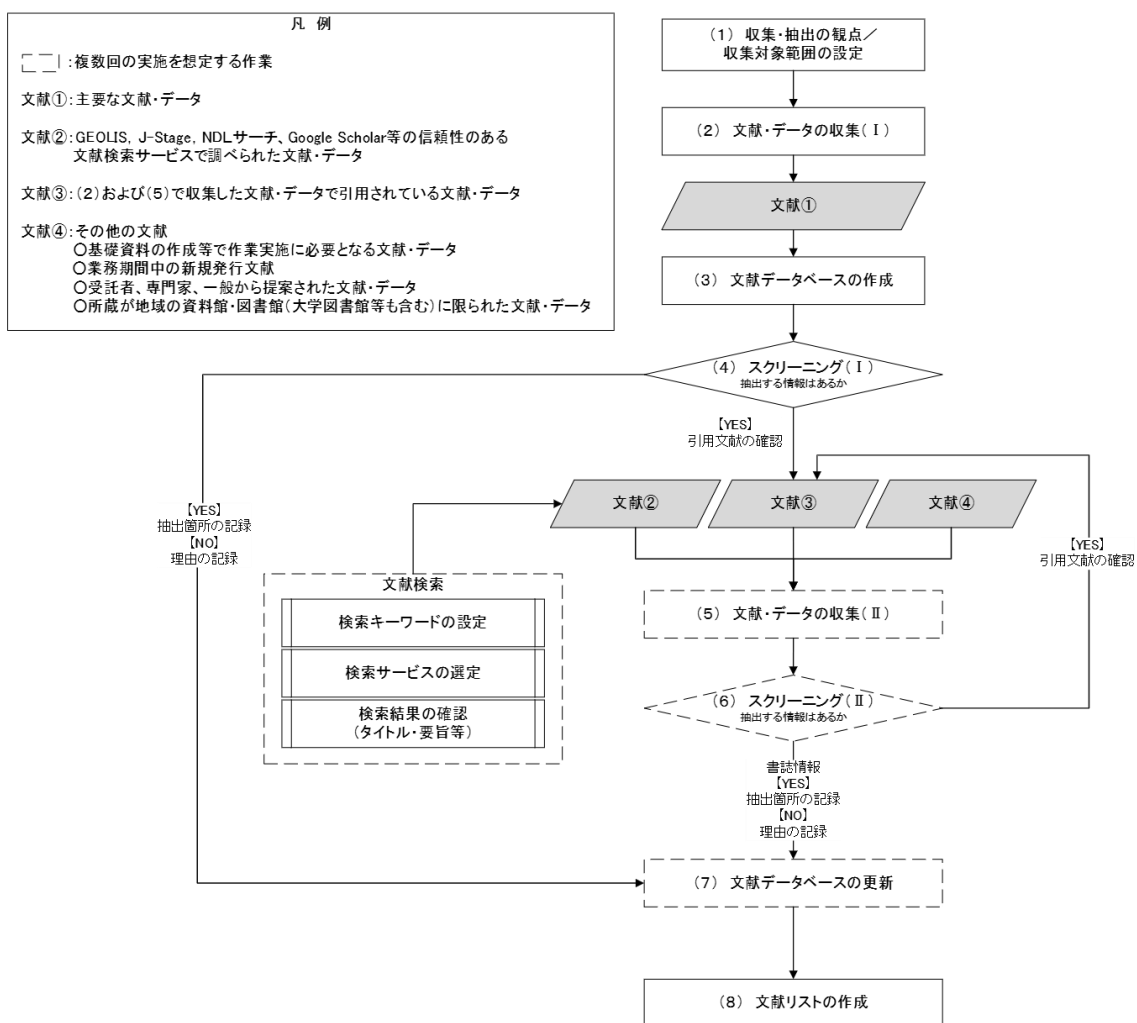 凡 例
:複数回の実施を想定する作業
文献①:主要な文献・データ
文献②:GEOLIS, J-Stage, NDLサーチ、Google Scholar等の信頼性のある
文献検索サービスで調べられた文献・データ
文献③:(2)および(5)で収集した文献・データで引用されている文献・データ
文献④:その他の文献
○基礎資料の作成等で作業実施に必要となる文献・データ
○業務期間中の新規発行文献
○受託者、専門家、一般から提案された文献・データ
○所蔵が地域の資料館・図書館(大学図書館等も含む)に限られた文献・データ
(1) 収集・抽出の観点／
収集対象範囲の設定
(2) 文献・データの収集(Ⅰ)
文献①
(3) 文献データベースの作成
(4) スクリーニング(Ⅰ)
抽出する情報はあるか
【YES】
引用文献の確認
【YES】
抽出箇所の記録
【NO】
理由の記録
文献②
文献③
文献④
【YES】
引用文献の確認
文献検索
検索キーワードの設定
検索サービスの選定
検索結果の確認
(タイトル・要旨等)
(5) 文献・データの収集(Ⅱ)
(6) スクリーニング(Ⅱ)
抽出する情報はあるか
書誌情報
【YES】
抽出箇所の記録
【NO】
理由の記録
(7) 文献データベースの更新
(8) 文献リストの作成